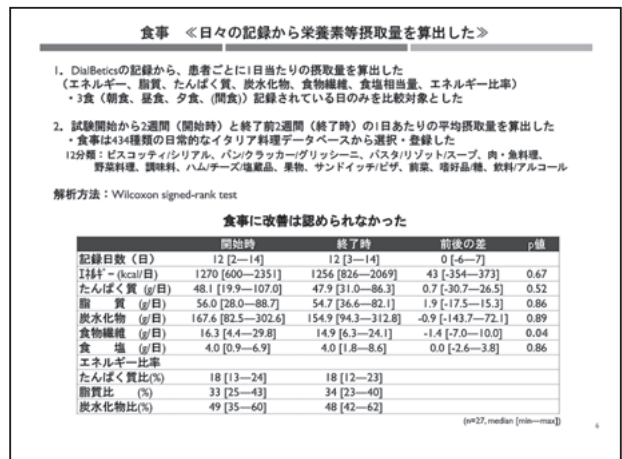 食事　≪日々の記録から栄養素等摂取量を算出した≫
1. DialBeticsの記録から、患者ごとに1日当たりの摂取量を算出した
（エネルギー、脂質、たんぱく質、炭水化物、食物繊維、食塩相当量、エネルギー比率）
・3食（朝食、昼食、夕食、(間食)）記録されている日のみを比較対象とした
2. 試験開始から2週間（開始時）と終了前2週間（終了時）の1日あたりの平均摂取量を算出した
・食事は434種類の日常的なイタリア料理データベースから選択・登録した
12分類：ビスコッティ/シリアル、パン/クラッカー/グリッシーニ、パスタ/リゾット/スープ、肉・魚料理、
野菜料理、調味料、ハム/チーズ/塩蔵品、果物、サンドイッチ/ピザ、前菜、嗜好品/糖、飲料/アルコール
解析方法：Wilcoxon signed-rank test
食事に改善は認められなかった
開始時　終了時　前後の差　p値
記録日数（日）　12 [2—14]　12 [3—14]　0 [-6—7]
ｴﾈﾙｷﾞｰ (kcal/日)　1270 [600—2351]　1256 [826—2069]　43 [-354—373]　0.67
たんぱく質 (g/日)　48.1 [19.9—107.0]　47.9 [31.0—86.3]　0.7 [-30.7—26.5]　0.52
脂　質　(g/日)　56.0 [28.0—88.7]　54.7 [36.6—82.1]　1.9 [-17.5—15.3]　0.86
炭水化物　(g/日)　167.6 [82.5—302.6]　154.9 [94.3—312.8]　-0.9 [-143.7—72.1]　0.89
食物繊維　(g/日)　16.3 [4.4—29.8]　14.9 [6.3—24.1]　-1.4 [-7.0—10.0]　0.04
食　塩　(g/日)　4.0 [0.9—6.9]　4.0 [1.8—8.6]　0.0 [-2.6—3.8]　0.86
エネルギー比率
たんぱく質比(%)　18 [13—24]　18 [12—23]
脂質比　(%)　33 [25—43]　34 [23—40]
炭水化物比(%)　49 [35—60]　48 [42—62]
(n=27, median [min—max])
6